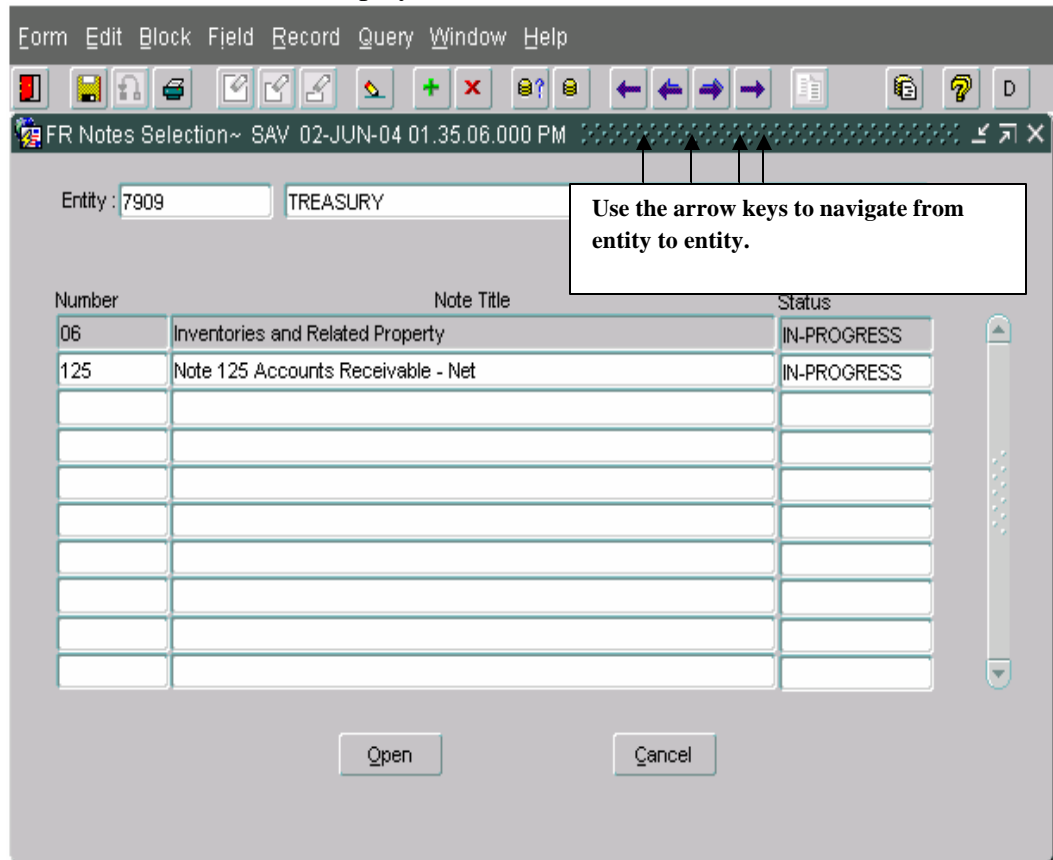 Form Edit Block Field Record Query Window Help
? D
FR Notes Selection~ SAV 02-JUN-04 01.35.06.000 PM
Entity : 7909 TREASURY
Use the arrow keys to navigate from
entity to entity.
Number Note Title Status
06 Inventories and Related Property IN-PROGRESS
125 Note 125 Accounts Receivable - Net IN-PROGRESS
Open Cancel